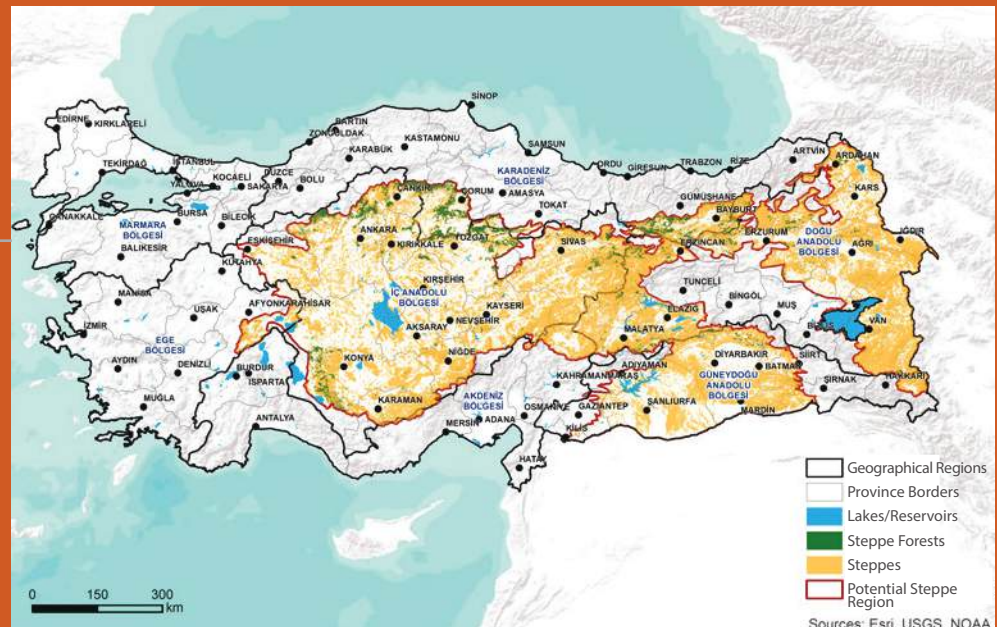 SİNOP
EDİRNE
KIRKLARELİ
BARTIN
ZONGULDAK
KASTAMONU
KARABÜK
SAMSUN
TEKİRDAĞ
İSTANBUL
KOCAELİ
DÜZCE
YALOVA
SAKARYA
BOLU
KARADENİZ
BÖLGESİ
ORDU
GİRESUN
TRABZON
RİZE
ARTVİN
ARDAHAN
ÇANKIRI
ÇORUM
AMASYA
TOKAT
GÜMÜŞHANE
BAYBURT
KARS
ÇANAKKALE
BURSA
BİLECİK
MARMARA
BÖLGESİ
BALIKESİR
ESKİŞEHİR
ANKARA
KIRIKKALE
YOZGAT
SİVAS
ERZİNCAN
ERZURUM
DOĞU
ANADOLU
BÖLGESİ
IĞDIR
AĞRI
KÜTAHYA
MANİSA
UŞAK
AFYONKARAHİSAR
KIRŞEHİR
İÇ ANADOLU
BÖLGESİ
KAYSERİ
NEVŞEHİR
AKSARAY
TUNCELİ
BİNGÖL
MUŞ
ELAZIĞ
VAN
İZMİR
EGE
BÖLGESİ
AYDIN
DENİZLİ
BURDUR
ISPARTA
KONYA
NİĞDE
MALATYA
DİYARBAKIR
BATMAN
SİİRT
ADIYAMAN
KAHRAMANMARAŞ
GÜNEYDOĞU
ANADOLU
BÖLGESİ
ŞIRNAK
HAKKARİ
MUĞLA
ANTALYA
KARAMAN
AKDENİZ
BÖLGESİ
MERSİN
ADANA
OSMANİYE
GAZİANTEP
ŞANLIURFA
MARDİN
KİLİS
HATAY
Geographical Regions
Province Borders
Lakes/Reservoirs
Steppe Forests
Steppes
Potential Steppe
Region
0 150 300
km
Sources: Esri, USGS, NOAA